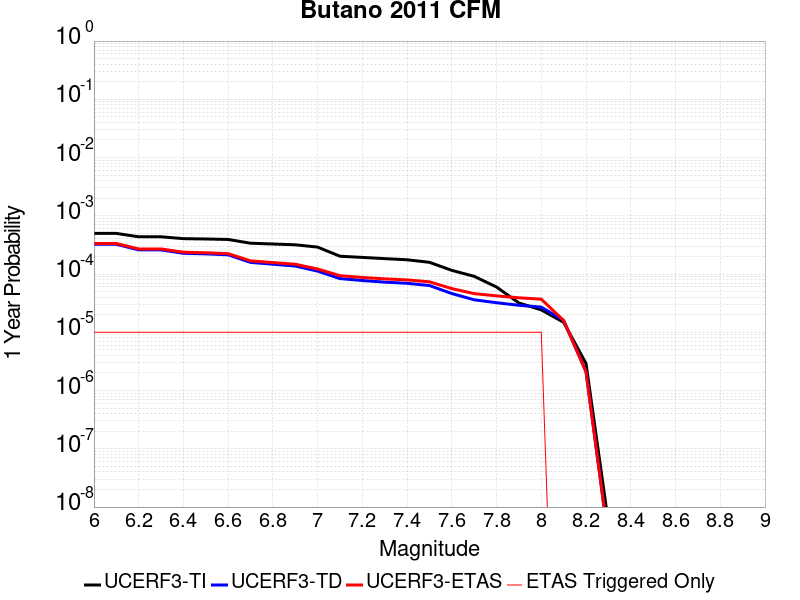 Butano 2011 CFM
1 Year Probability
10^0
10^-1
10^-2
10^-3
10^-4
10^-5
10^-6
10^-7
10^-8
6 6.2 6.4 6.6 6.8 7 7.2 7.4 7.6 7.8 8 8.2 8.4 8.6 8.8 9
Magnitude
UCERF3-TI UCERF3-TD UCERF3-ETAS ETAS Triggered Only